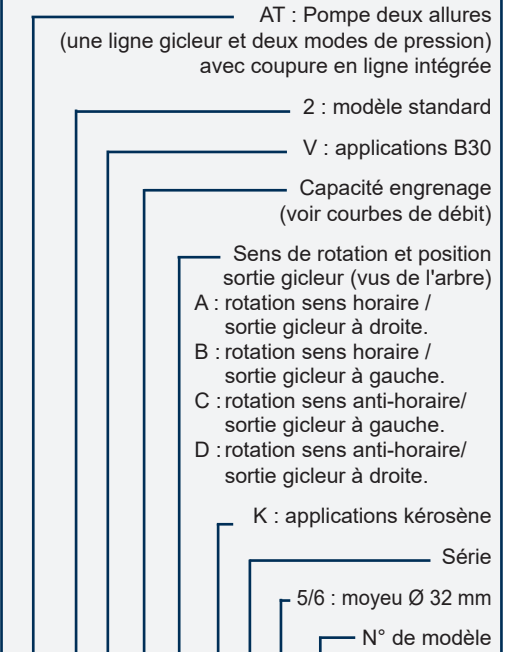 AT : Pompe deux allures
(une ligne gicleur et deux modes de pression)
avec coupure en ligne intégrée
2 : modèle standard
V : applications B30
Capacité engrenage
(voir courbes de débit)
Sens de rotation et position
sortie gicleur (vus de l'arbre)
A : rotation sens horaire /
sortie gicleur à droite.
B : rotation sens horaire /
sortie gicleur à gauche.
C : rotation sens anti-horaire/
sortie gicleur à gauche.
D : rotation sens anti-horaire/
sortie gicleur à droite.
K : applications kérosène
Série
5/6 : moyeu Ø 32 mm
N° de modèle